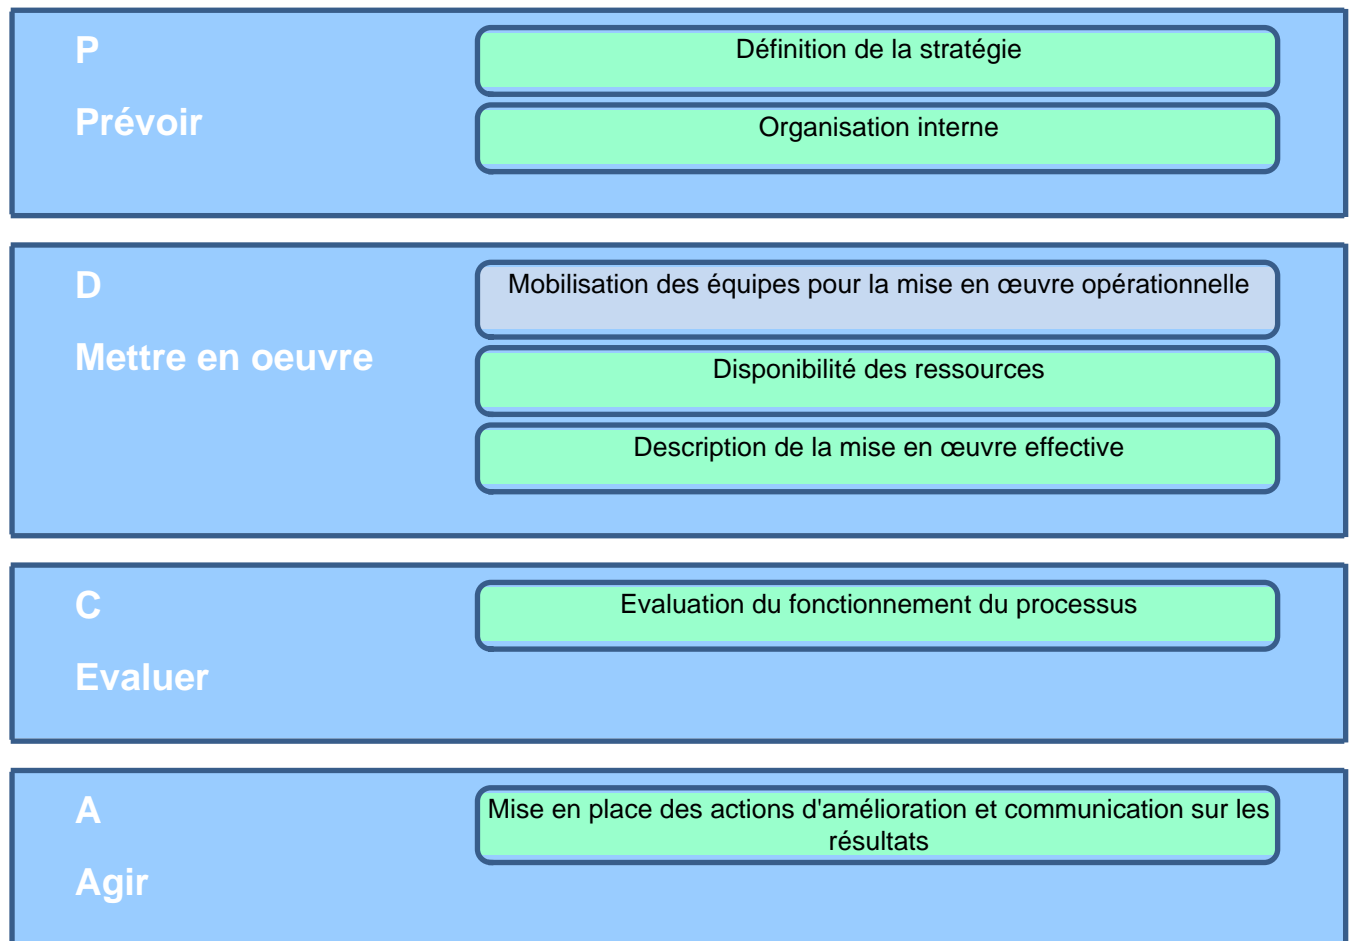 P
Prévoir
Définition de la stratégie
Organisation interne
D
Mettre en oeuvre
Mobilisation des équipes pour la mise en œuvre opérationnelle
Disponibilité des ressources
Description de la mise en œuvre effective
C
Evaluer
Evaluation du fonctionnement du processus
A
Agir
Mise en place des actions d'amélioration et communication sur les
résultats